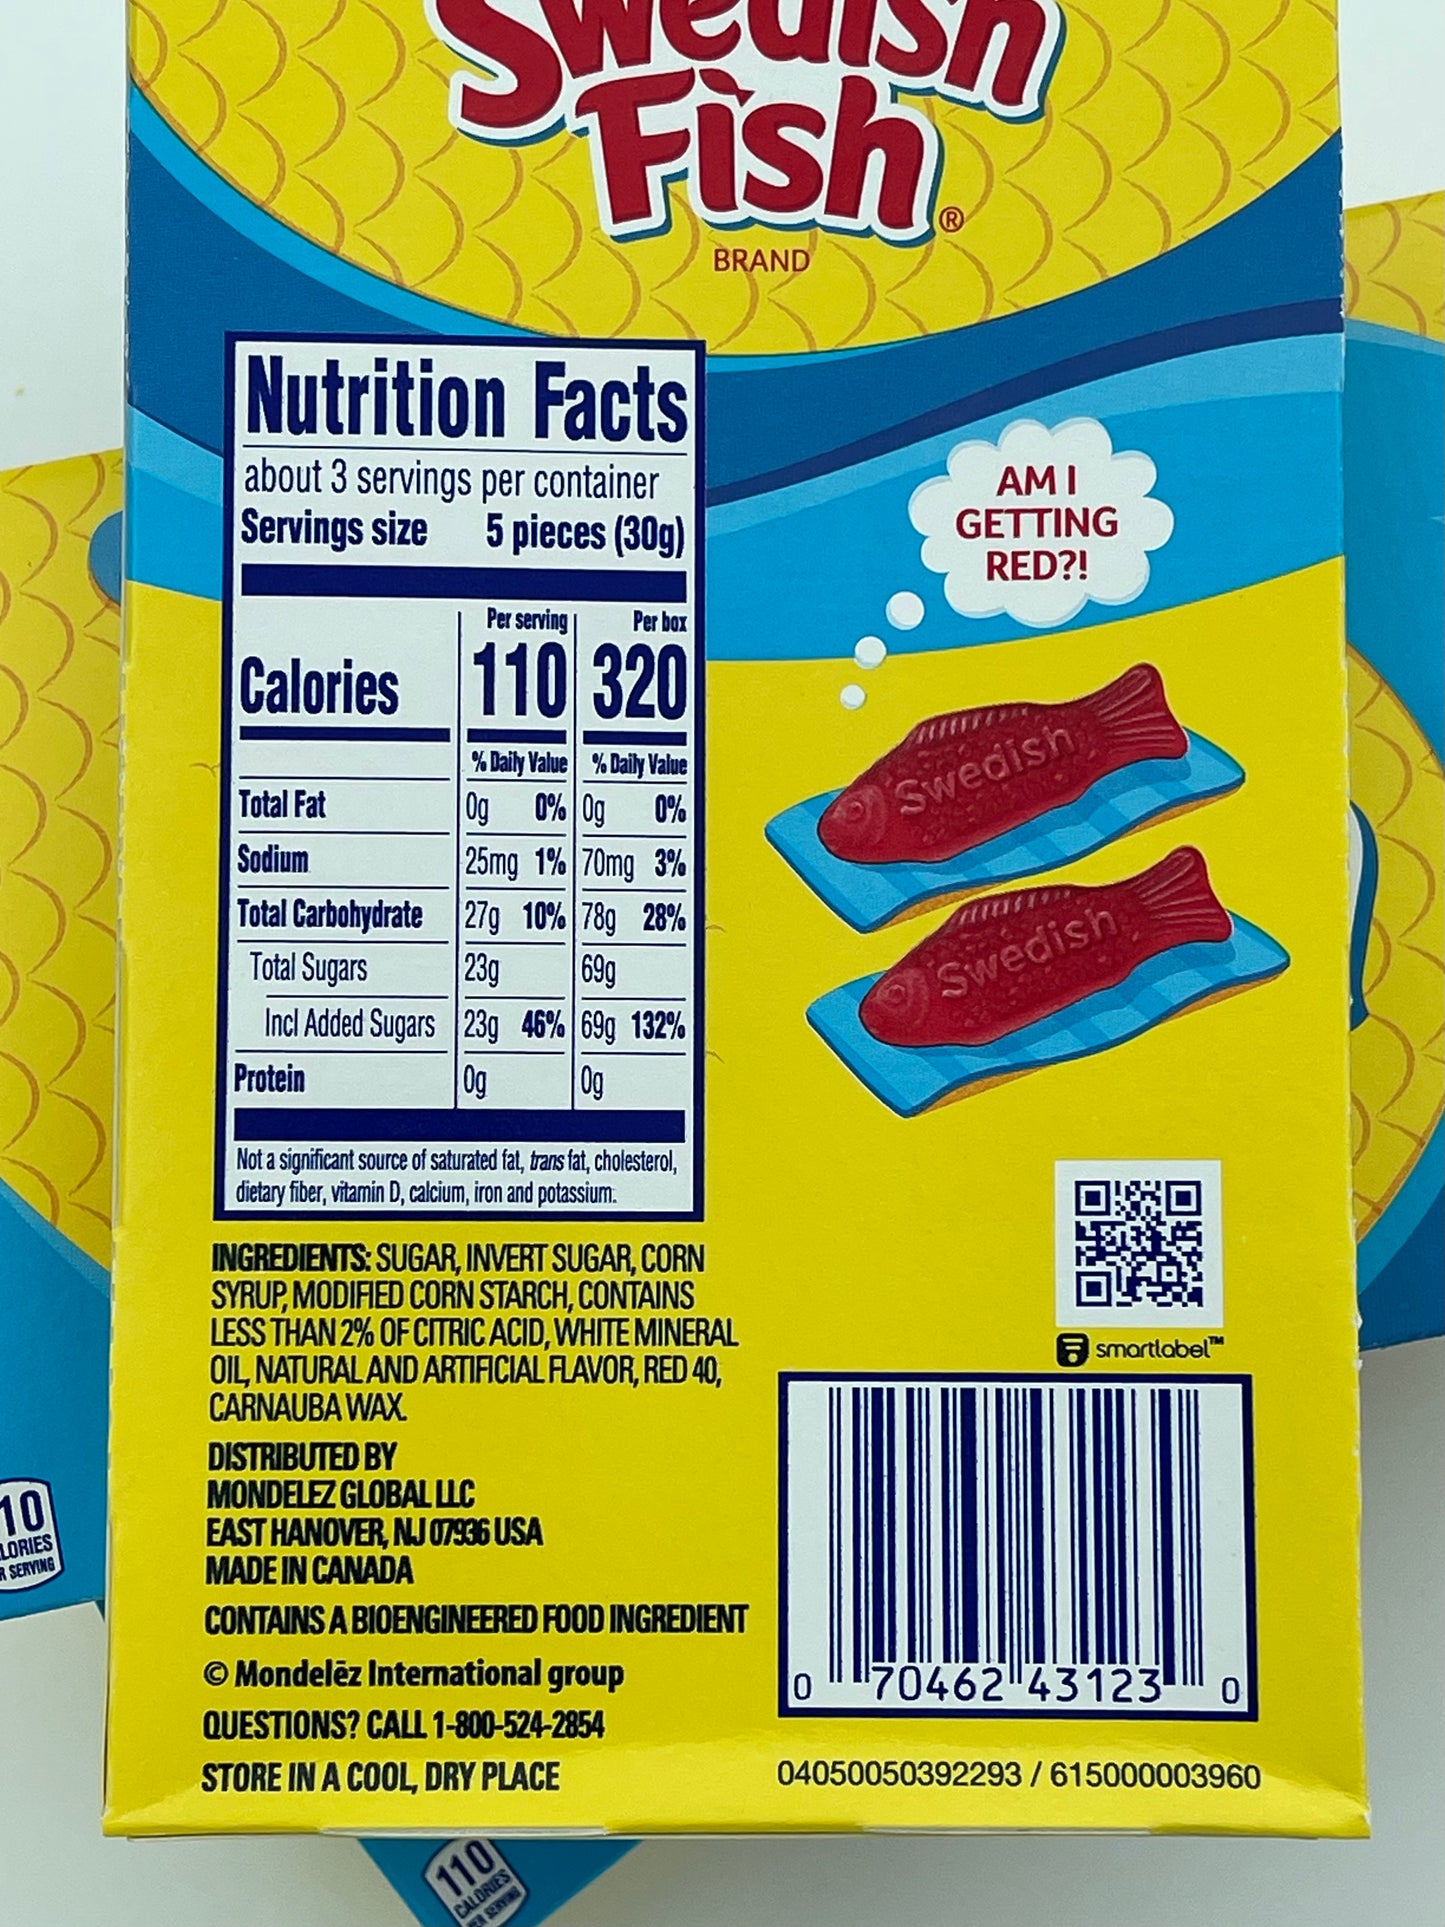 Swedish
Fish®
BRAND
Nutrition Facts
about 3 servings per container
Servings size 5 pieces (30g)
Per serving Per box
Calories 110 320
% Daily Value % Daily Value
Total Fat 0g 0% 0g 0%
Sodium 25mg 1% 70mg 3%
Total Carbohydrate 27g 10% 78g 28%
Total Sugars 23g 69g
Incl Added Sugars 23g 46% 69g 132%
Protein 0g 0g
Not a significant source of saturated fat, trans fat, cholesterol,
dietary fiber, vitamin D, calcium, iron and potassium.
AM I
GETTING
RED?!
Swedish
Swedish
INGREDIENTS: SUGAR, INVERT SUGAR, CORN
SYRUP, MODIFIED CORN STARCH, CONTAINS
LESS THAN 2% OF CITRIC ACID, WHITE MINERAL
OIL, NATURAL AND ARTIFICIAL FLAVOR, RED 40,
CARNAUBA WAX.
DISTRIBUTED BY
MONDELEZ GLOBAL LLC
EAST HANOVER, NJ 07936 USA
MADE IN CANADA
CONTAINS A BIOENGINEERED FOOD INGREDIENT
© Mondelēz International group
QUESTIONS? CALL 1-800-524-2854
STORE IN A COOL, DRY PLACE
smartlabel™
0 70462 43123 0
04050050392293 / 615000003960
10
LORIES
R SERVING
110
CALORIES
PER SERVING